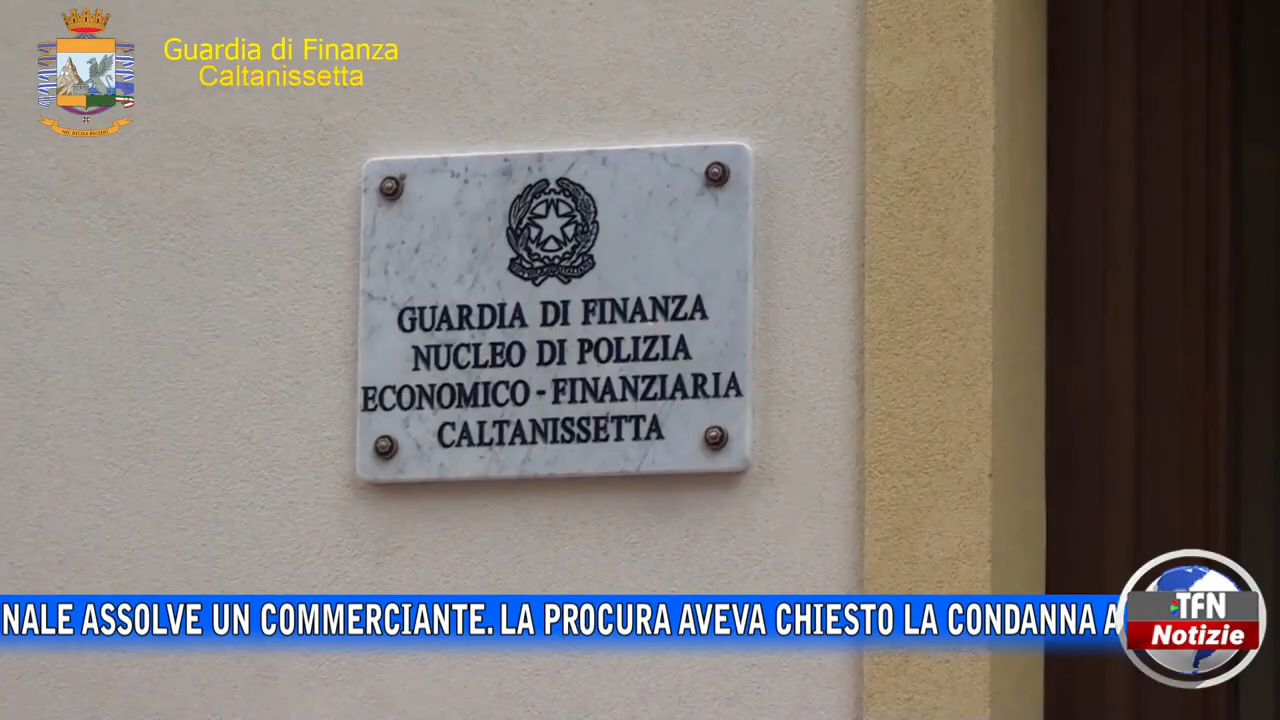 Guardia di Finanza
Caltanissetta
GUARDIA DI FINANZA
NUCLEO DI POLIZIA
ECONOMICO - FINANZIARIA
CALTANISSETTA
NALE ASSOLVE UN COMMERCIANTE. LA PROCURA AVEVA CHIESTO LA CONDANNA A
TFN
Notizie